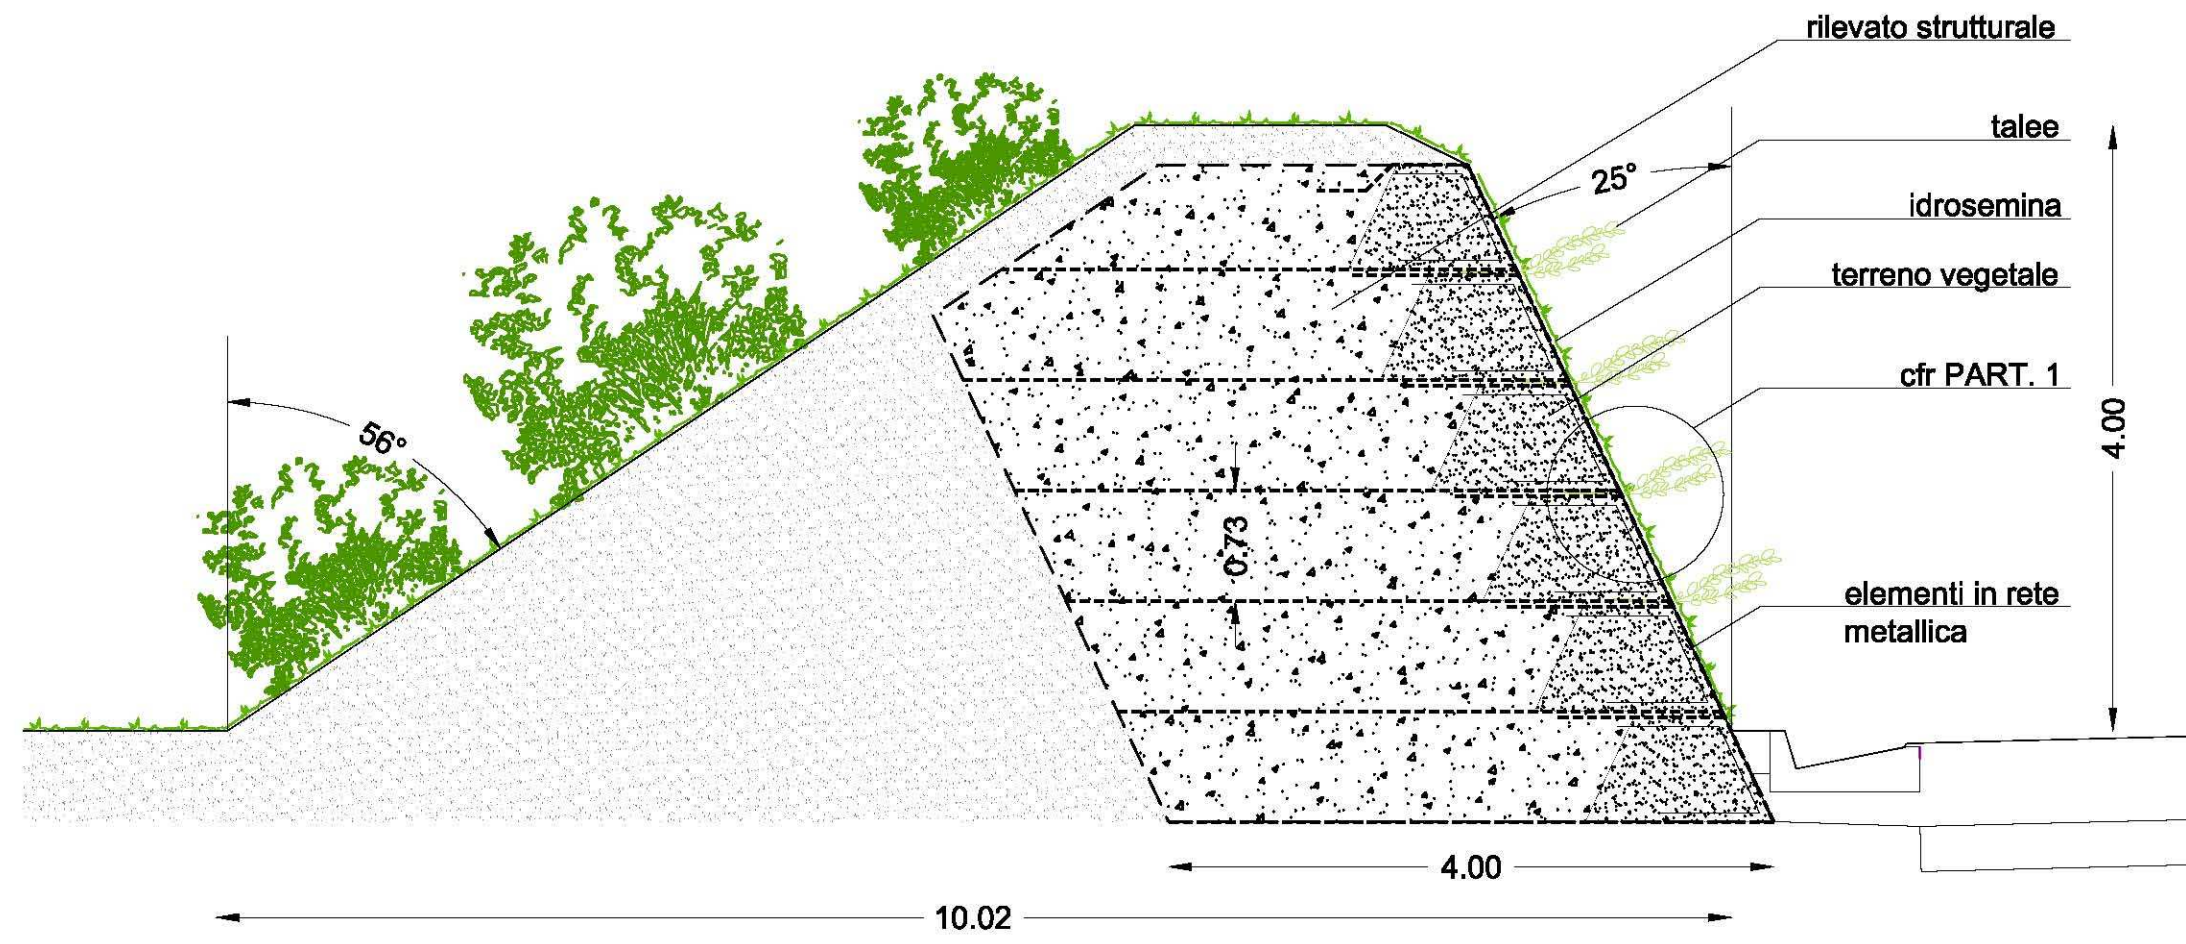 rilevato strutturale
talee
25°
idrosemina
terreno vegetale
cfr PART. 1
4.00
56°
0.73
elementi in rete
metallica
4.00
10.02